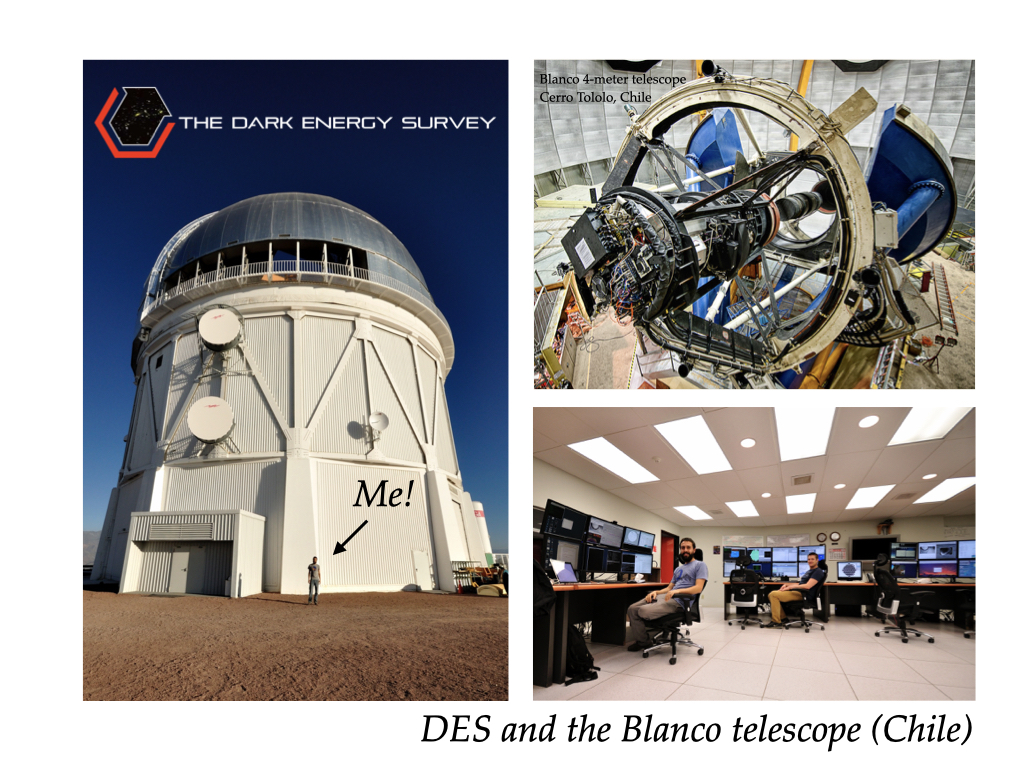 THE DARK ENERGY SURVEY
Blanco 4-meter telescope
Cerro Tololo, Chile
Me!
DES and the Blanco telescope (Chile)